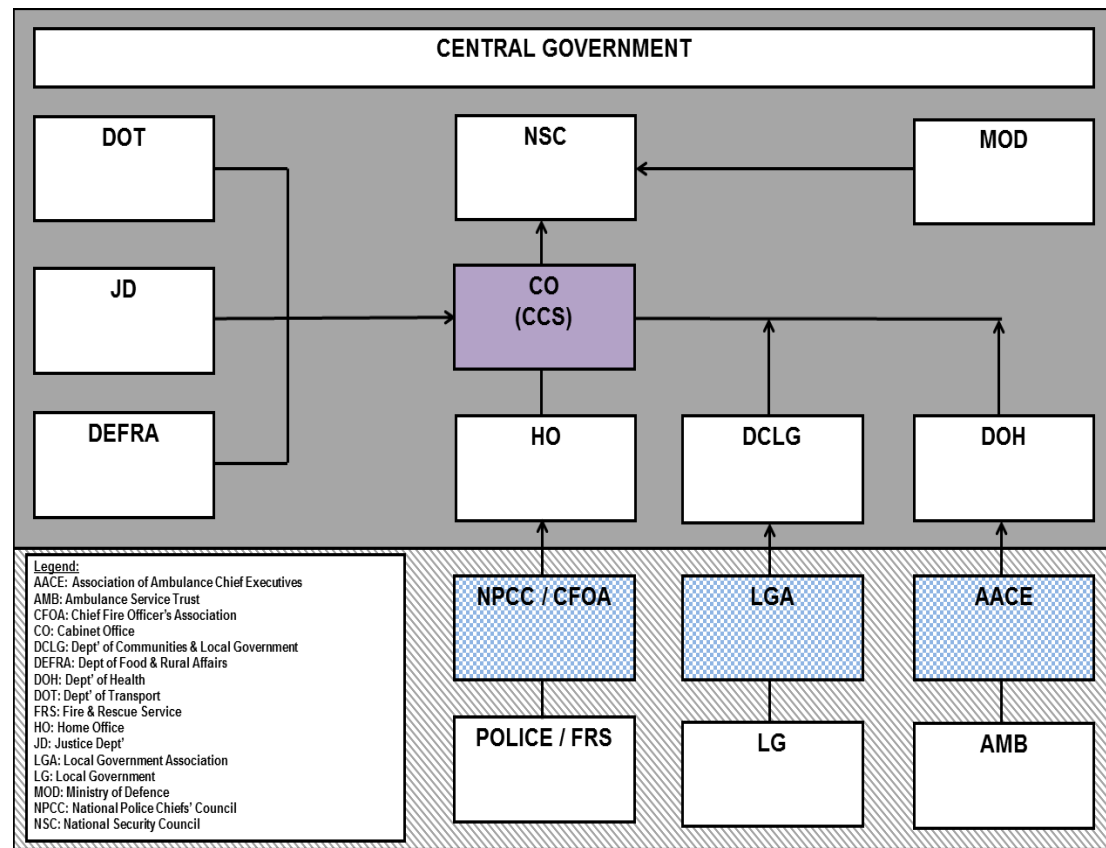 CENTRAL GOVERNMENT
DOT
NSC
MOD
JD
CO
(CCS)
DEFRA
HO
DCLG
DOH
Legend:
AACE: Association of Ambulance Chief Executives
AMB: Ambulance Service Trust
CFOA: Chief Fire Officer's Association
CO: Cabinet Office
DCLG: Dept' of Communities & Local Government
DEFRA: Dept of Food & Rural Affairs
DOH: Dept' of Health
DOT: Dept' of Transport
FRS: Fire & Rescue Service
HO: Home Office
JD: Justice Dept'
LGA: Local Government Association
LG: Local Government
MOD: Ministry of Defence
NPCC: National Police Chiefs' Council
NSC: National Security Council
NPCC / CFOA
LGA
AACE
POLICE / FRS
LG
AMB